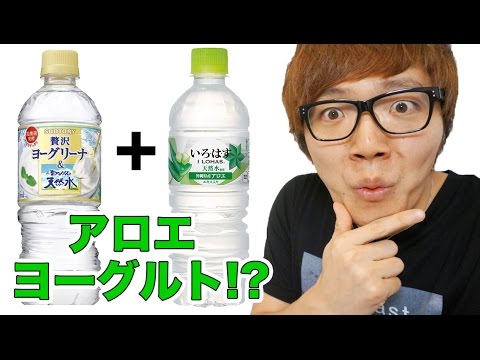 SUNTORY
贅沢
ヨーグリーナ
&
天然水
+
いろはす
I LOHAS
天然水
アロエ
アロエ
ヨーグルト!?